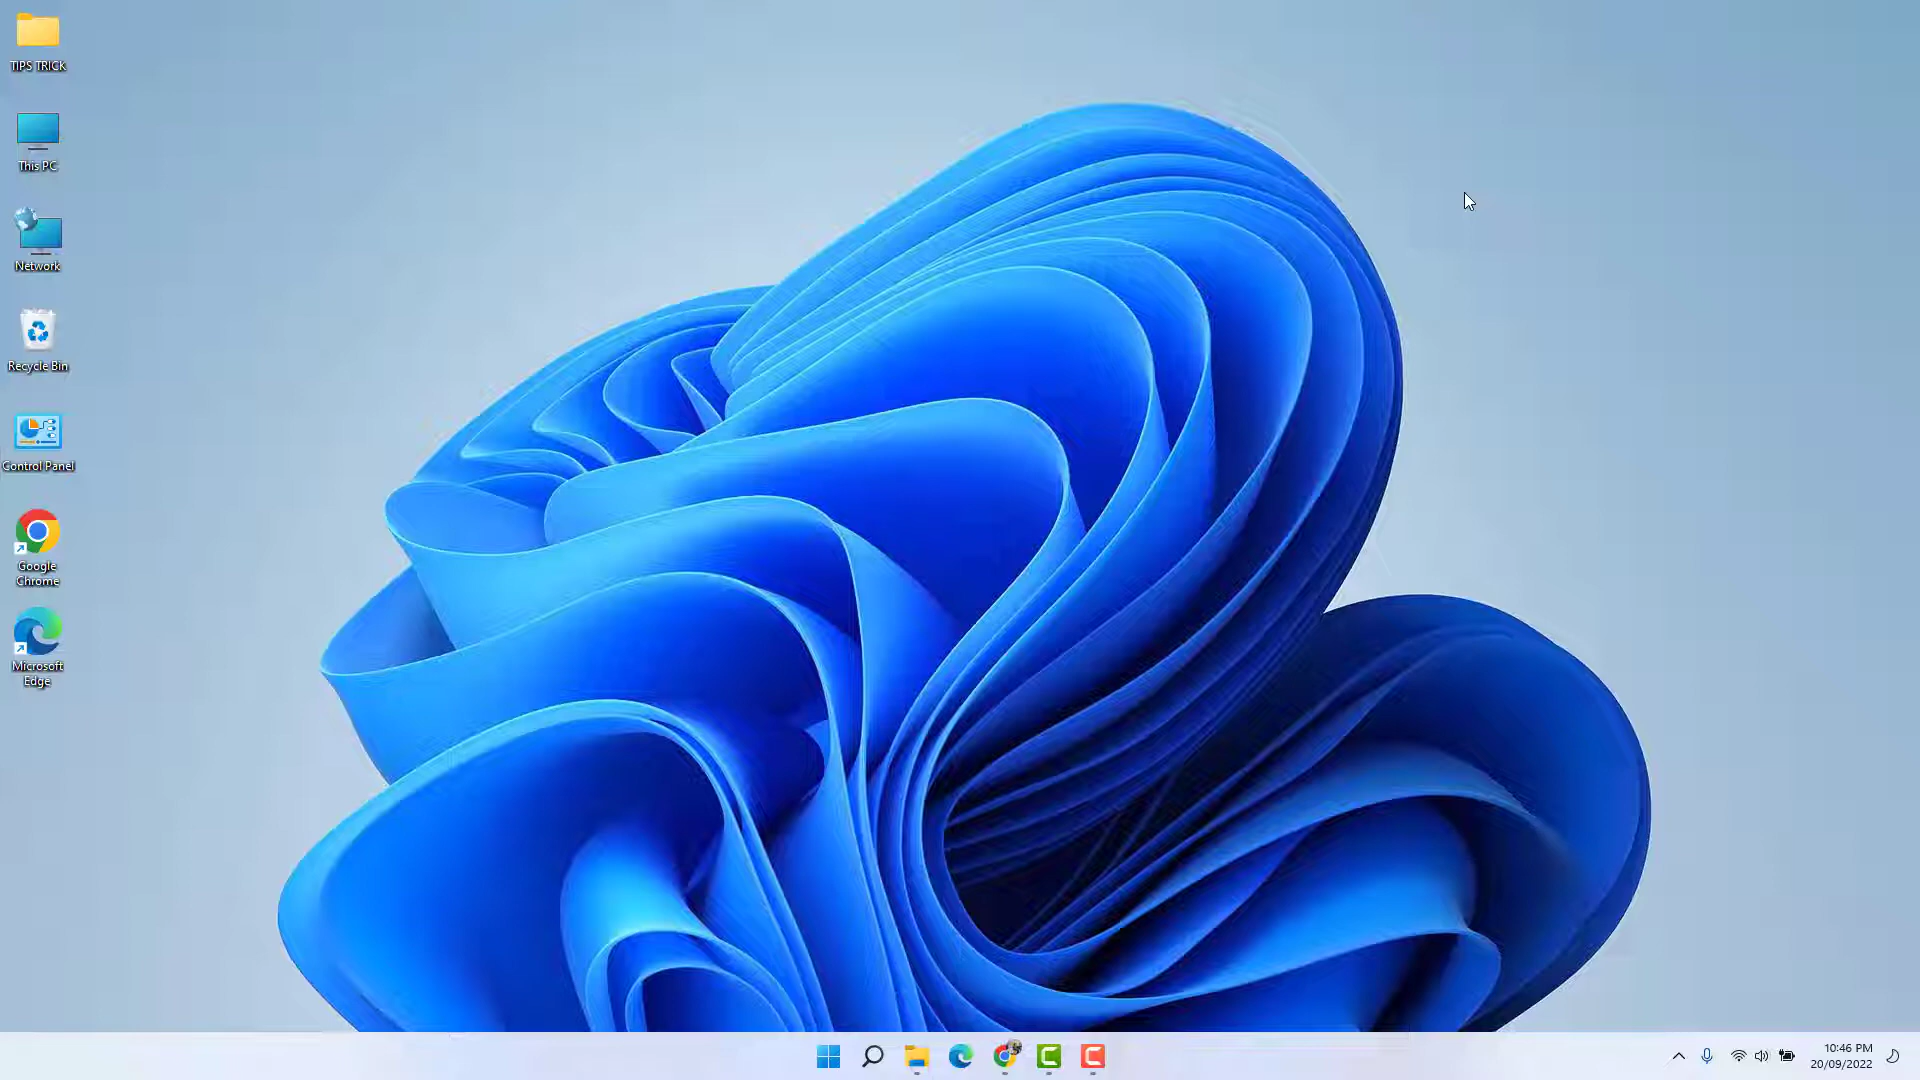 TIPS TRICK
This PC
Network
Recycle Bin
Control Panel
Google
Chrome
Microsoft
Edge
10:46 PM
20/09/2022